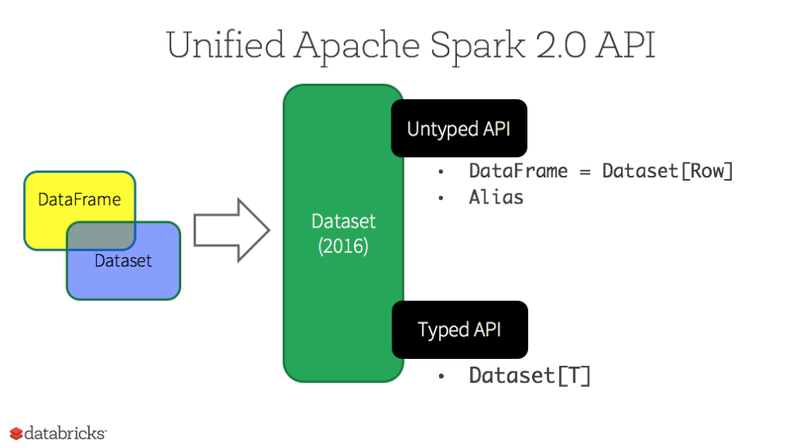 Unified Apache Spark 2.0 API
DataFrame
Dataset
Dataset
(2016)
Untyped API
• DataFrame = Dataset[Row]
• Alias
Typed API
• Dataset[T]
databricks